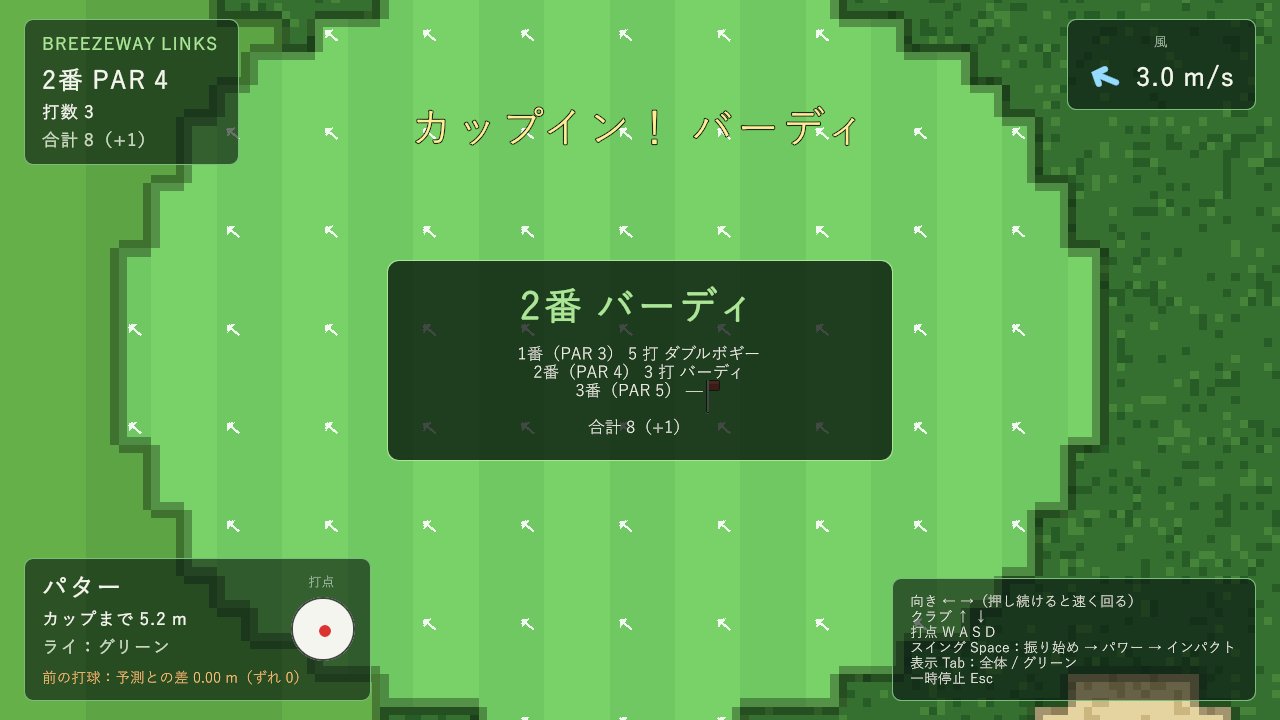 BREEZEWAY LINKS
2番 PAR 4
打数 3
合計 8（+1）
風
3.0 m/s
カップイン！ バーディ
2番 バーディ
1番（PAR 3） 5 打 ダブルボギー
2番（PAR 4） 3 打 バーディ
3番（PAR 5） —
合計 8（+1）
パター
カップまで 5.2 m
ライ：グリーン
前の打球：予測との差 0.00 m（ずれ 0）
打点
向き ← →（押し続けると速く回る）
クラブ ↑ ↓
打点 W A S D
スイング Space：振り始め → パワー → インパクト
表示 Tab：全体 / グリーン
一時停止 Esc